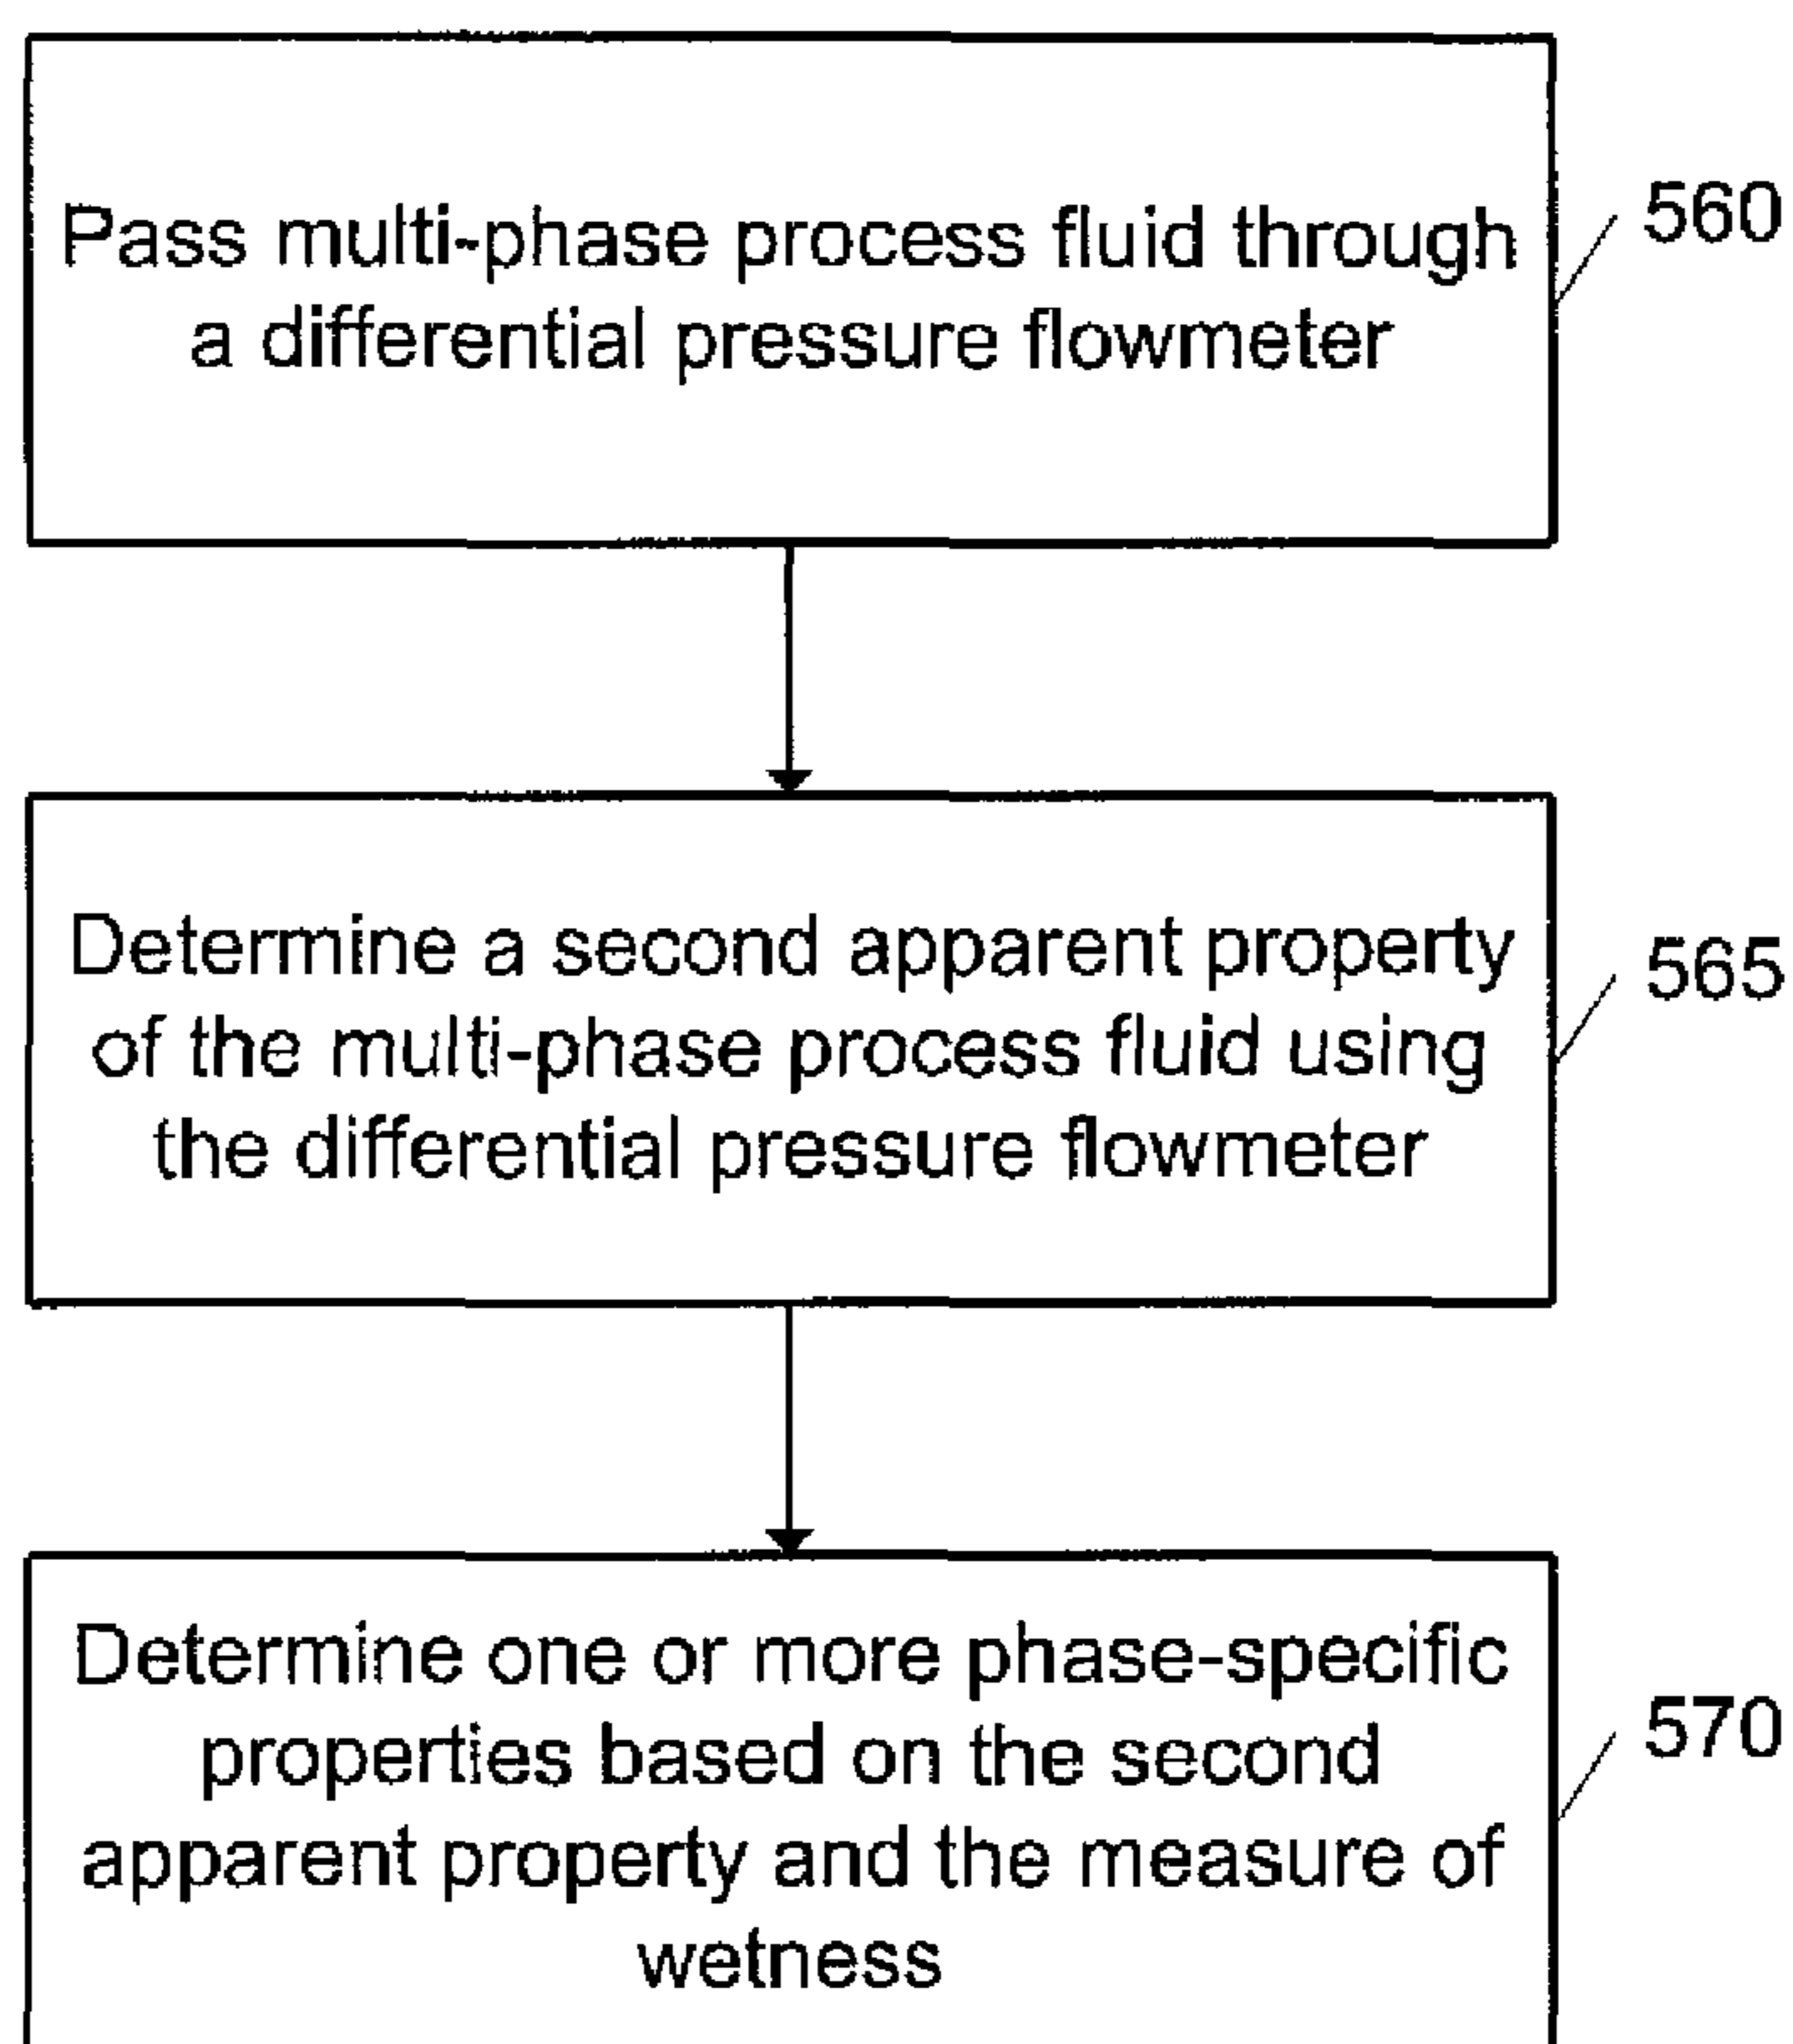 Pass multi-phase process fluid through
a differential pressure flowmeter
560
Determine a second apparent property
of the multi-phase process fluid using
the differential pressure flowmeter
565
Determine one or more phase-specific
properties based on the second
apparent property and the measure of
wetness
570